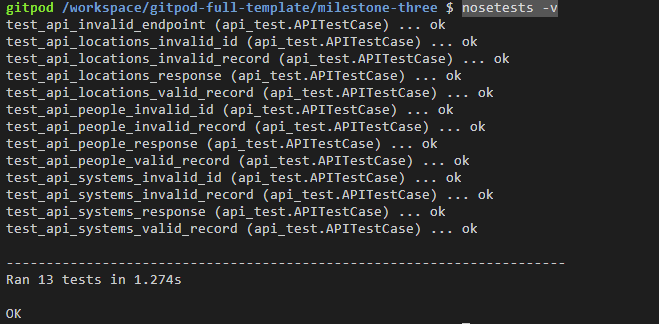 gitpod /workspace/gitpod-full-template/milestone-three $ nosetests -v
test_api_invalid_endpoint (api_test.APITestCase) ... ok
test_api_locations_invalid_id (api_test.APITestCase) ... ok
test_api_locations_invalid_record (api_test.APITestCase) ... ok
test_api_locations_response (api_test.APITestCase) ... ok
test_api_locations_valid_record (api_test.APITestCase) ... ok
test_api_people_invalid_id (api_test.APITestCase) ... ok
test_api_people_invalid_record (api_test.APITestCase) ... ok
test_api_people_response (api_test.APITestCase) ... ok
test_api_people_valid_record (api_test.APITestCase) ... ok
test_api_systems_invalid_id (api_test.APITestCase) ... ok
test_api_systems_invalid_record (api_test.APITestCase) ... ok
test_api_systems_response (api_test.APITestCase) ... ok
test_api_systems_valid_record (api_test.APITestCase) ... ok
----------------------------------------------------------------------
Ran 13 tests in 1.274s
OK